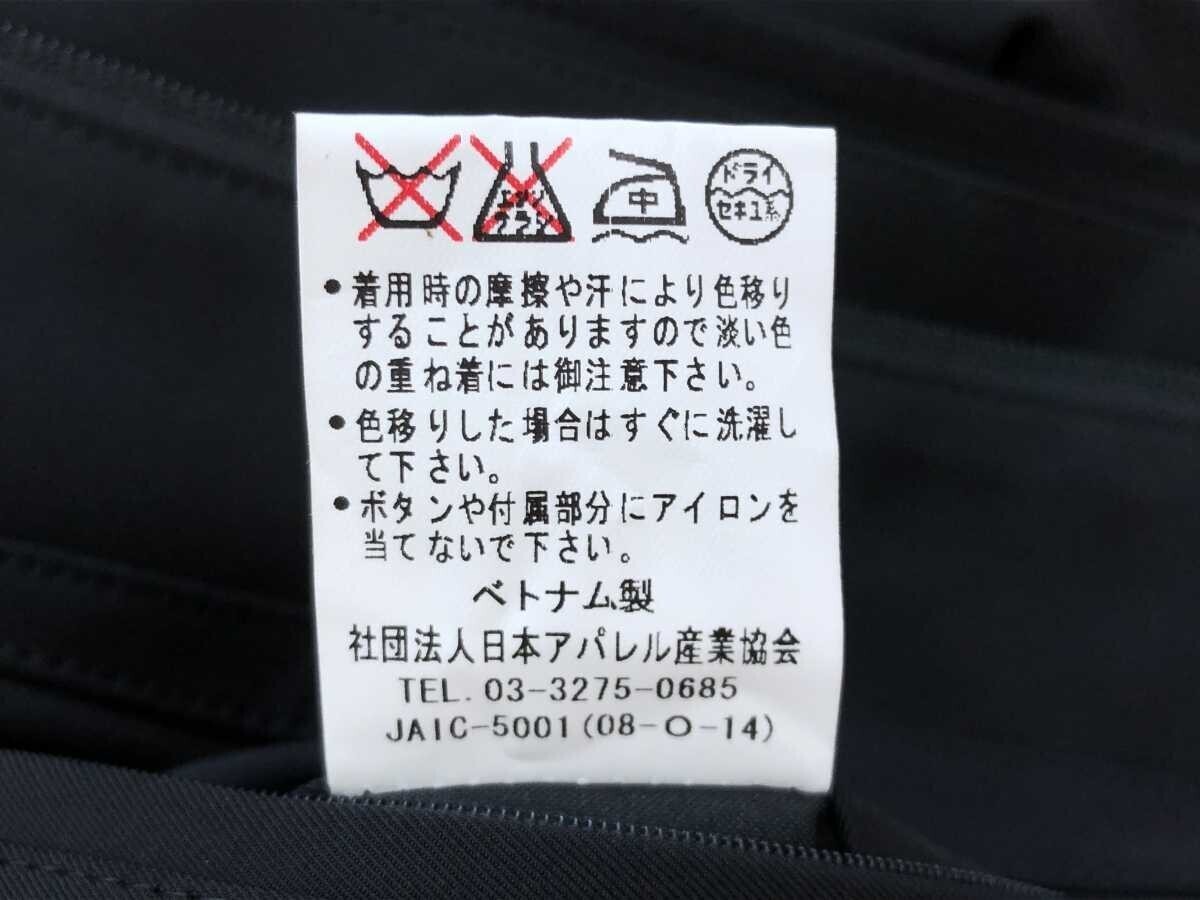 エンソ
サラシ
中
ドライ
セキユ系
•着用時の摩擦や汗により色移り
することがありますので淡い色
の重ね着には御注意下さい。
•色移りした場合はすぐに洗濯し
て下さい。
•ボタンや付属部分にアイロンを
当てないで下さい。
ベトナム製
社団法人日本アパレル産業協会
TEL. 03-3275-0685
JAIC-5001(08-O-14)